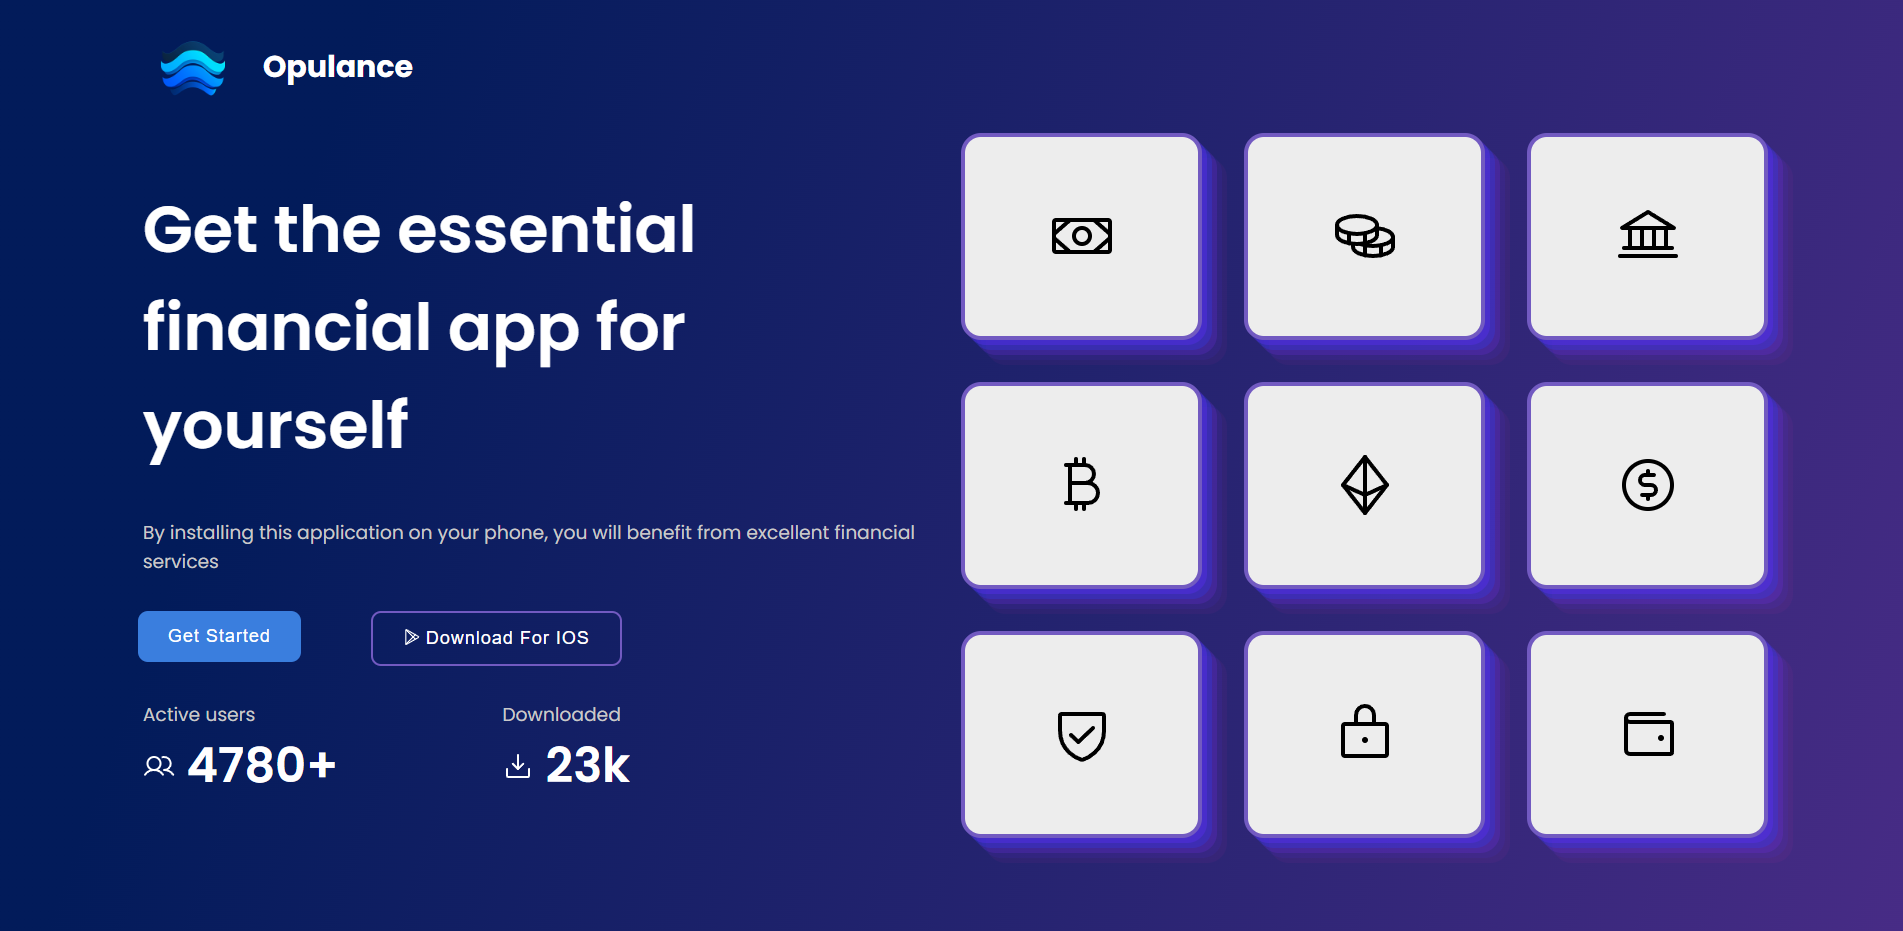 Opulance
Get the essential
financial app for
yourself
By installing this application on your phone, you will benefit from excellent financial
services
Get Started
Download For IOS
Active users
4780+
Downloaded
23k